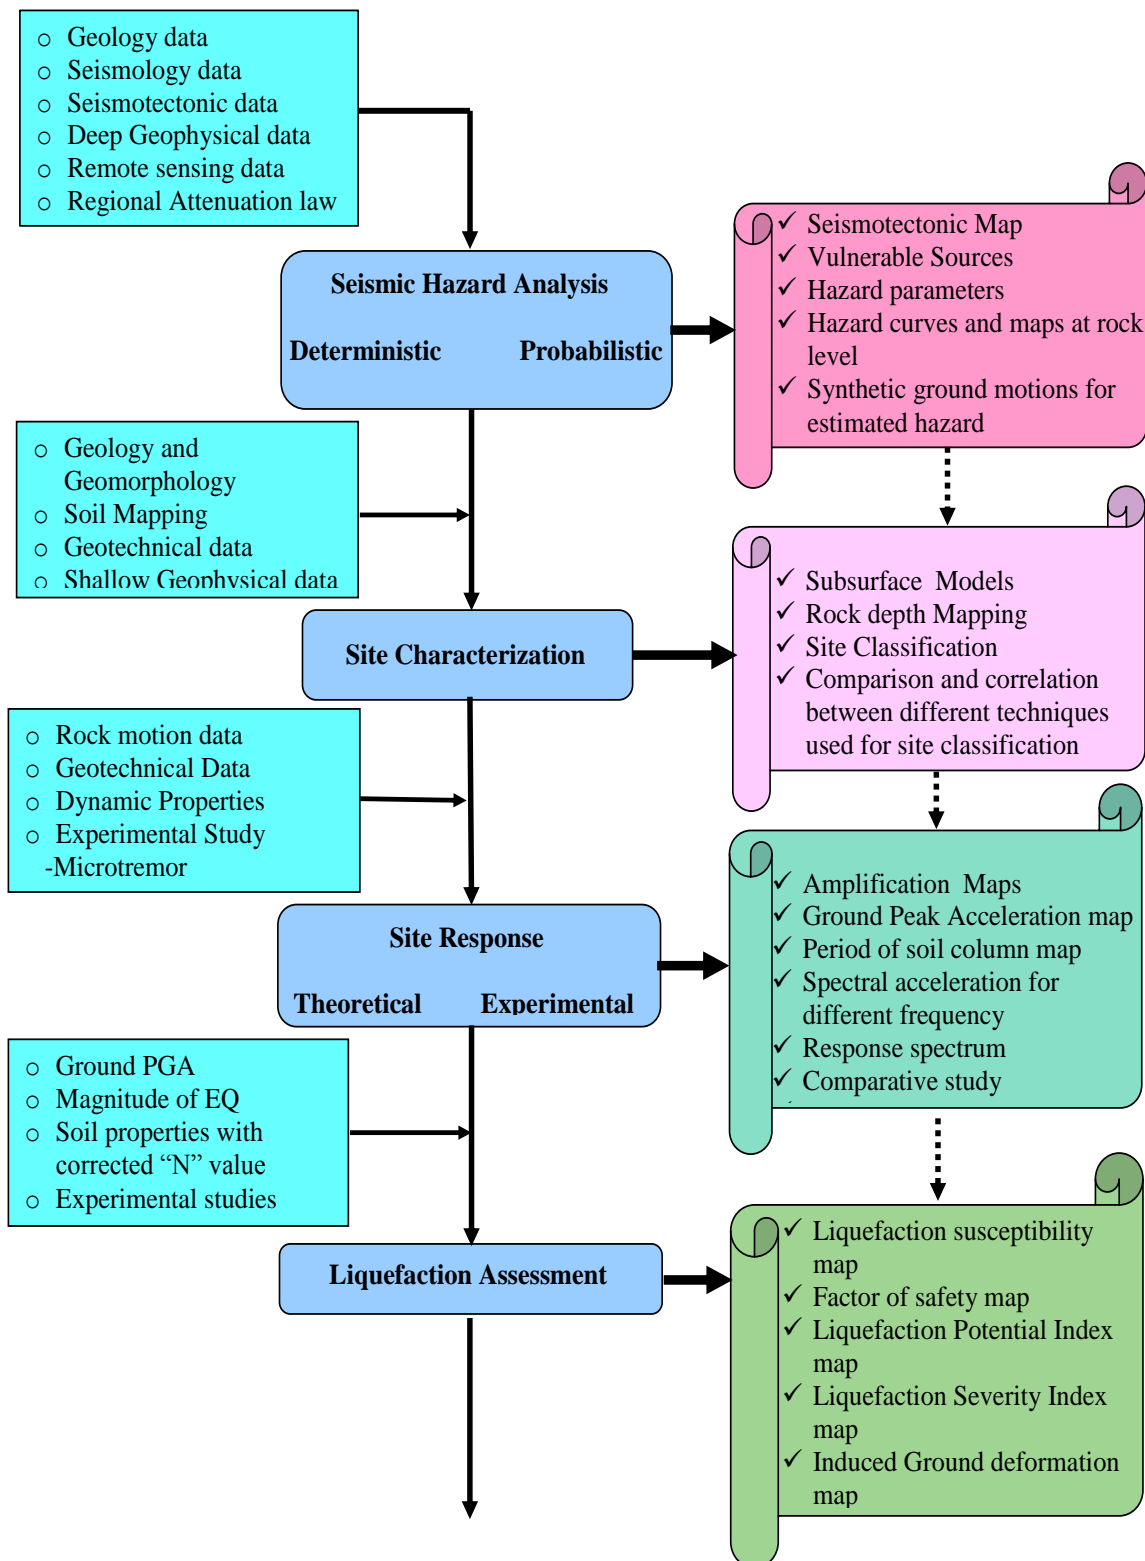 ○ Geology data
○ Seismology data
○ Seismotectonic data
○ Deep Geophysical data
○ Remote sensing data
○ Regional Attenuation law
Seismic Hazard Analysis
Deterministic Probabilistic
✓ Seismotectonic Map
✓ Vulnerable Sources
✓ Hazard parameters
✓ Hazard curves and maps at rock
level
✓ Synthetic ground motions for
estimated hazard
○ Geology and
Geomorphology
○ Soil Mapping
○ Geotechnical data
○ Shallow Geophysical data
Site Characterization
✓ Subsurface Models
✓ Rock depth Mapping
✓ Site Classification
✓ Comparison and correlation
between different techniques
used for site classification
○ Rock motion data
○ Geotechnical Data
○ Dynamic Properties
○ Experimental Study
-Microtremor
Site Response
Theoretical Experimental
✓ Amplification Maps
✓ Ground Peak Acceleration map
✓ Period of soil column map
✓ Spectral acceleration for
different frequency
✓ Response spectrum
✓ Comparative study
○ Ground PGA
○ Magnitude of EQ
○ Soil properties with
corrected “N” value
○ Experimental studies
Liquefaction Assessment
✓ Liquefaction susceptibility
map
✓ Factor of safety map
✓ Liquefaction Potential Index
map
✓ Liquefaction Severity Index
map
✓ Induced Ground deformation
map